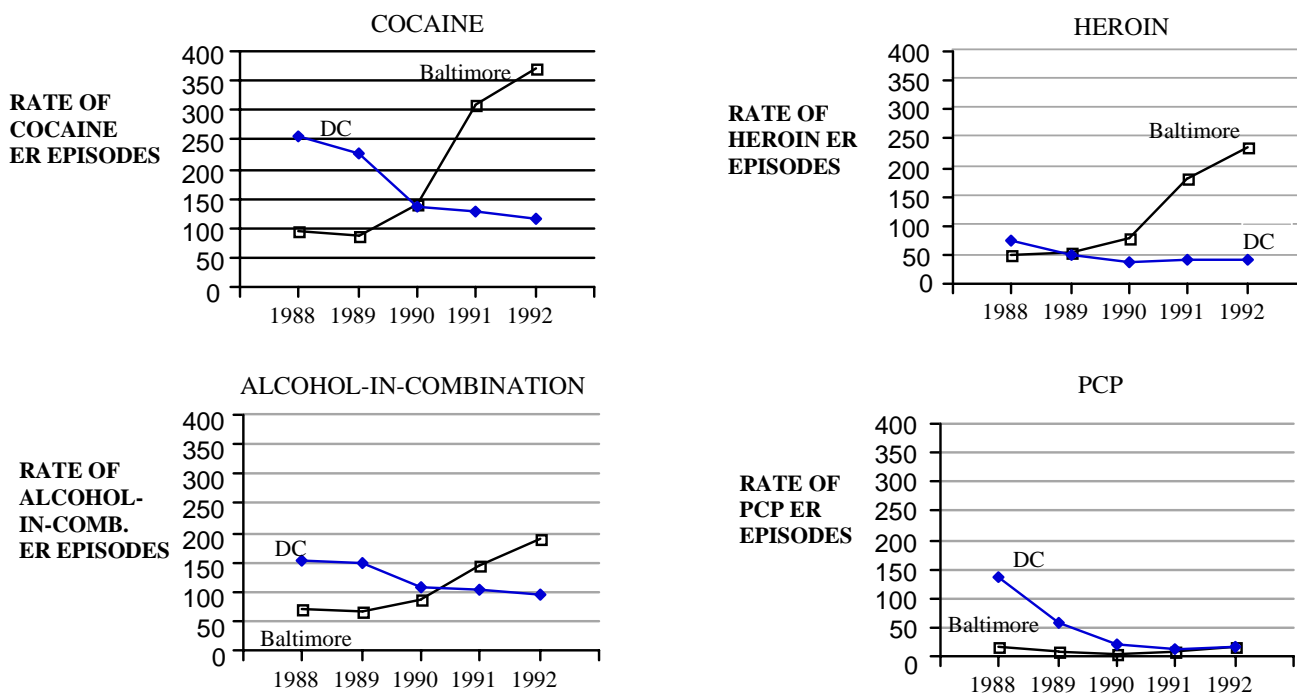 COCAINE
400
350
300
250
200
150
100
50
0
RATE OF
COCAINE
ER EPISODES
Baltimore
DC
1988 1989 1990 1991 1992
HEROIN
400
350
300
250
200
150
100
50
0
RATE OF
HEROIN ER
EPISODES
Baltimore
DC
1988 1989 1990 1991 1992
ALCOHOL-IN-COMBINATION
400
350
300
250
200
150
100
50
0
RATE OF
ALCOHOL-
IN-COMB.
ER EPISODES
DC
Baltimore
1988 1989 1990 1991 1992
PCP
400
350
300
250
200
150
100
50
0
RATE OF
PCP ER
EPISODES
DC
Baltimore
1988 1989 1990 1991 1992